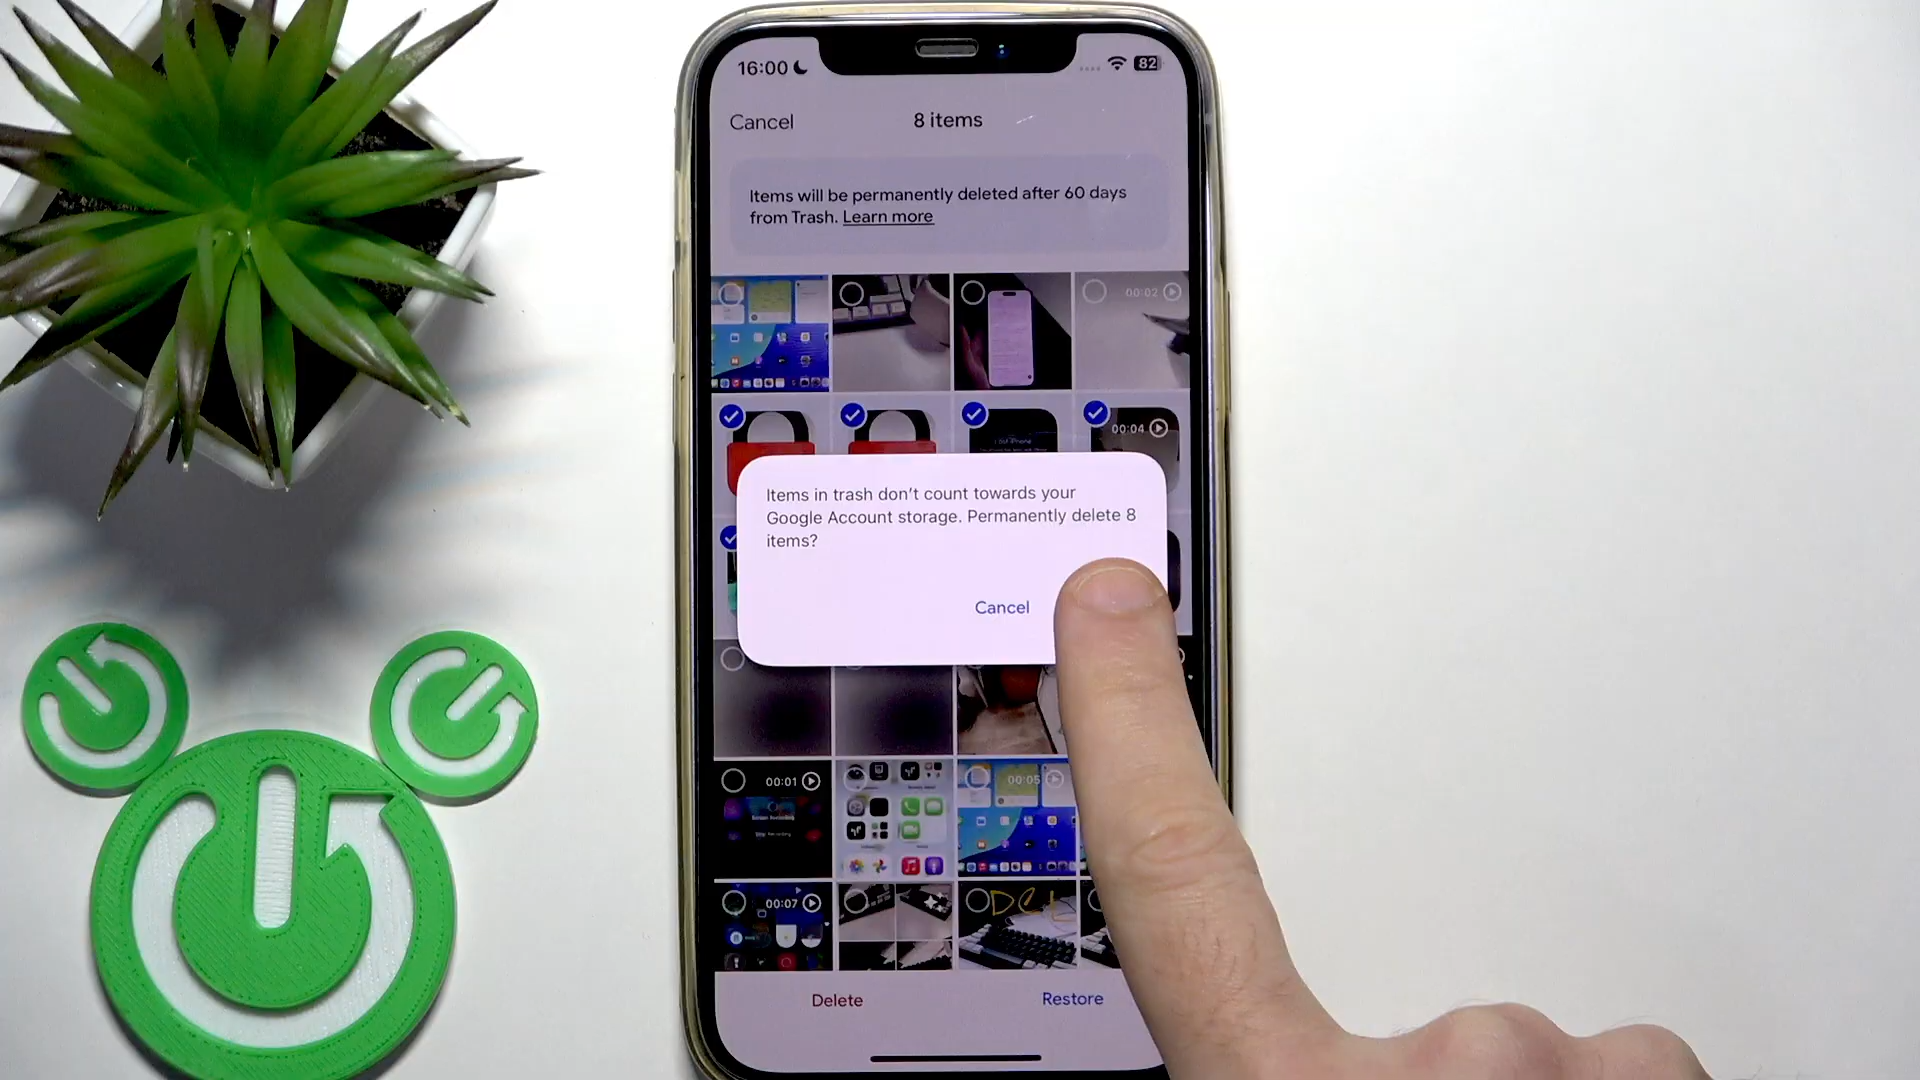 16:00
82
Cancel
8 items
Items will be permanently deleted after 60 days
from Trash. Learn more
00:02
00:04
Items in trash don't count towards your
Google Account storage. Permanently delete 8
items?
Cancel
00:01
00:05
00:07
Delete
Restore